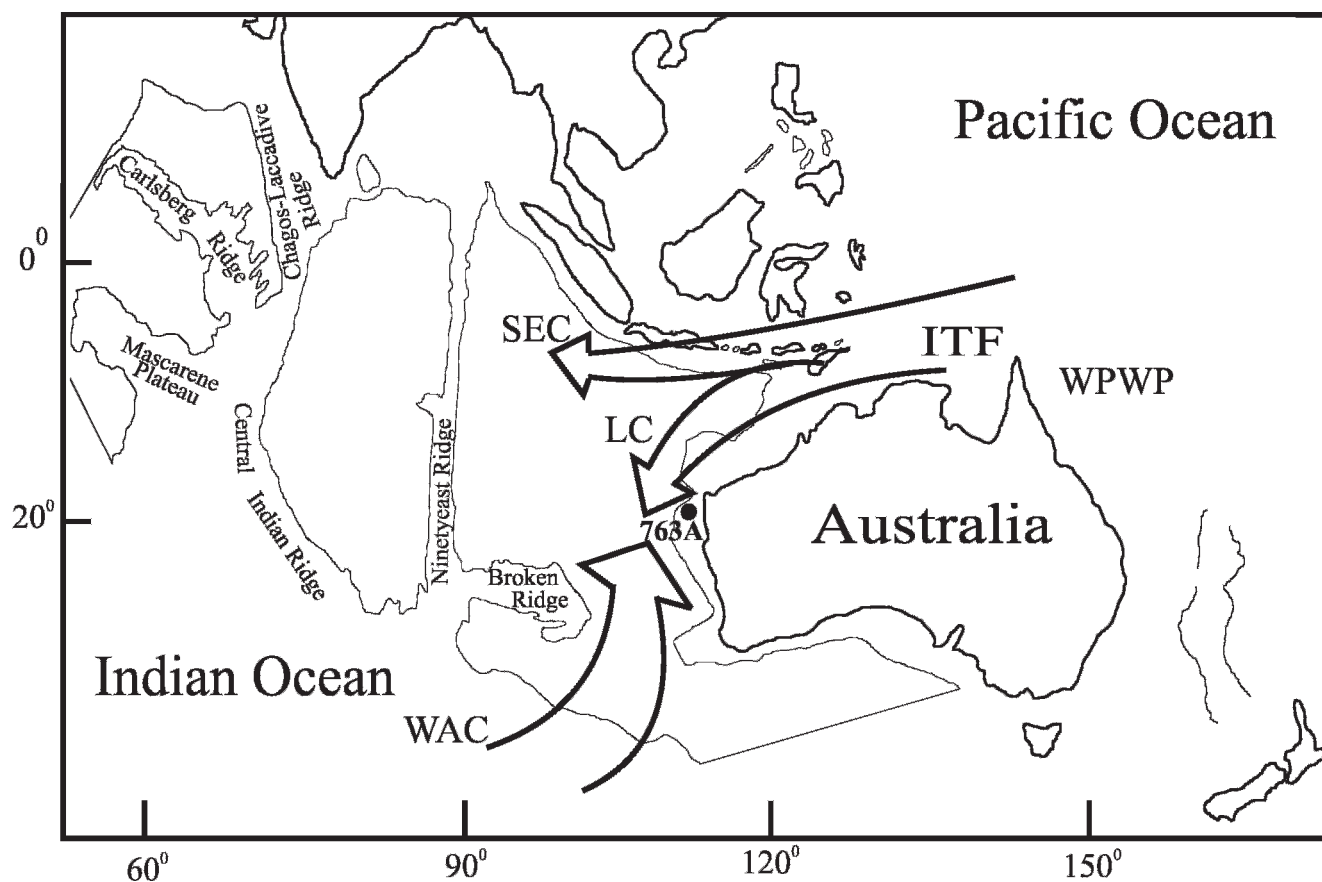 Pacific Ocean
Chagos-Laccadive
Ridge
Carlsberg
Ridge
0⁰
SEC
ITF
WPWP
Mascarene
Plateau
LC
Central
Indian Ridge
Ninetyeast Ridge
20⁰
763A
Australia
Broken
Ridge
Indian Ocean
WAC
60⁰
90⁰
120⁰
150⁰